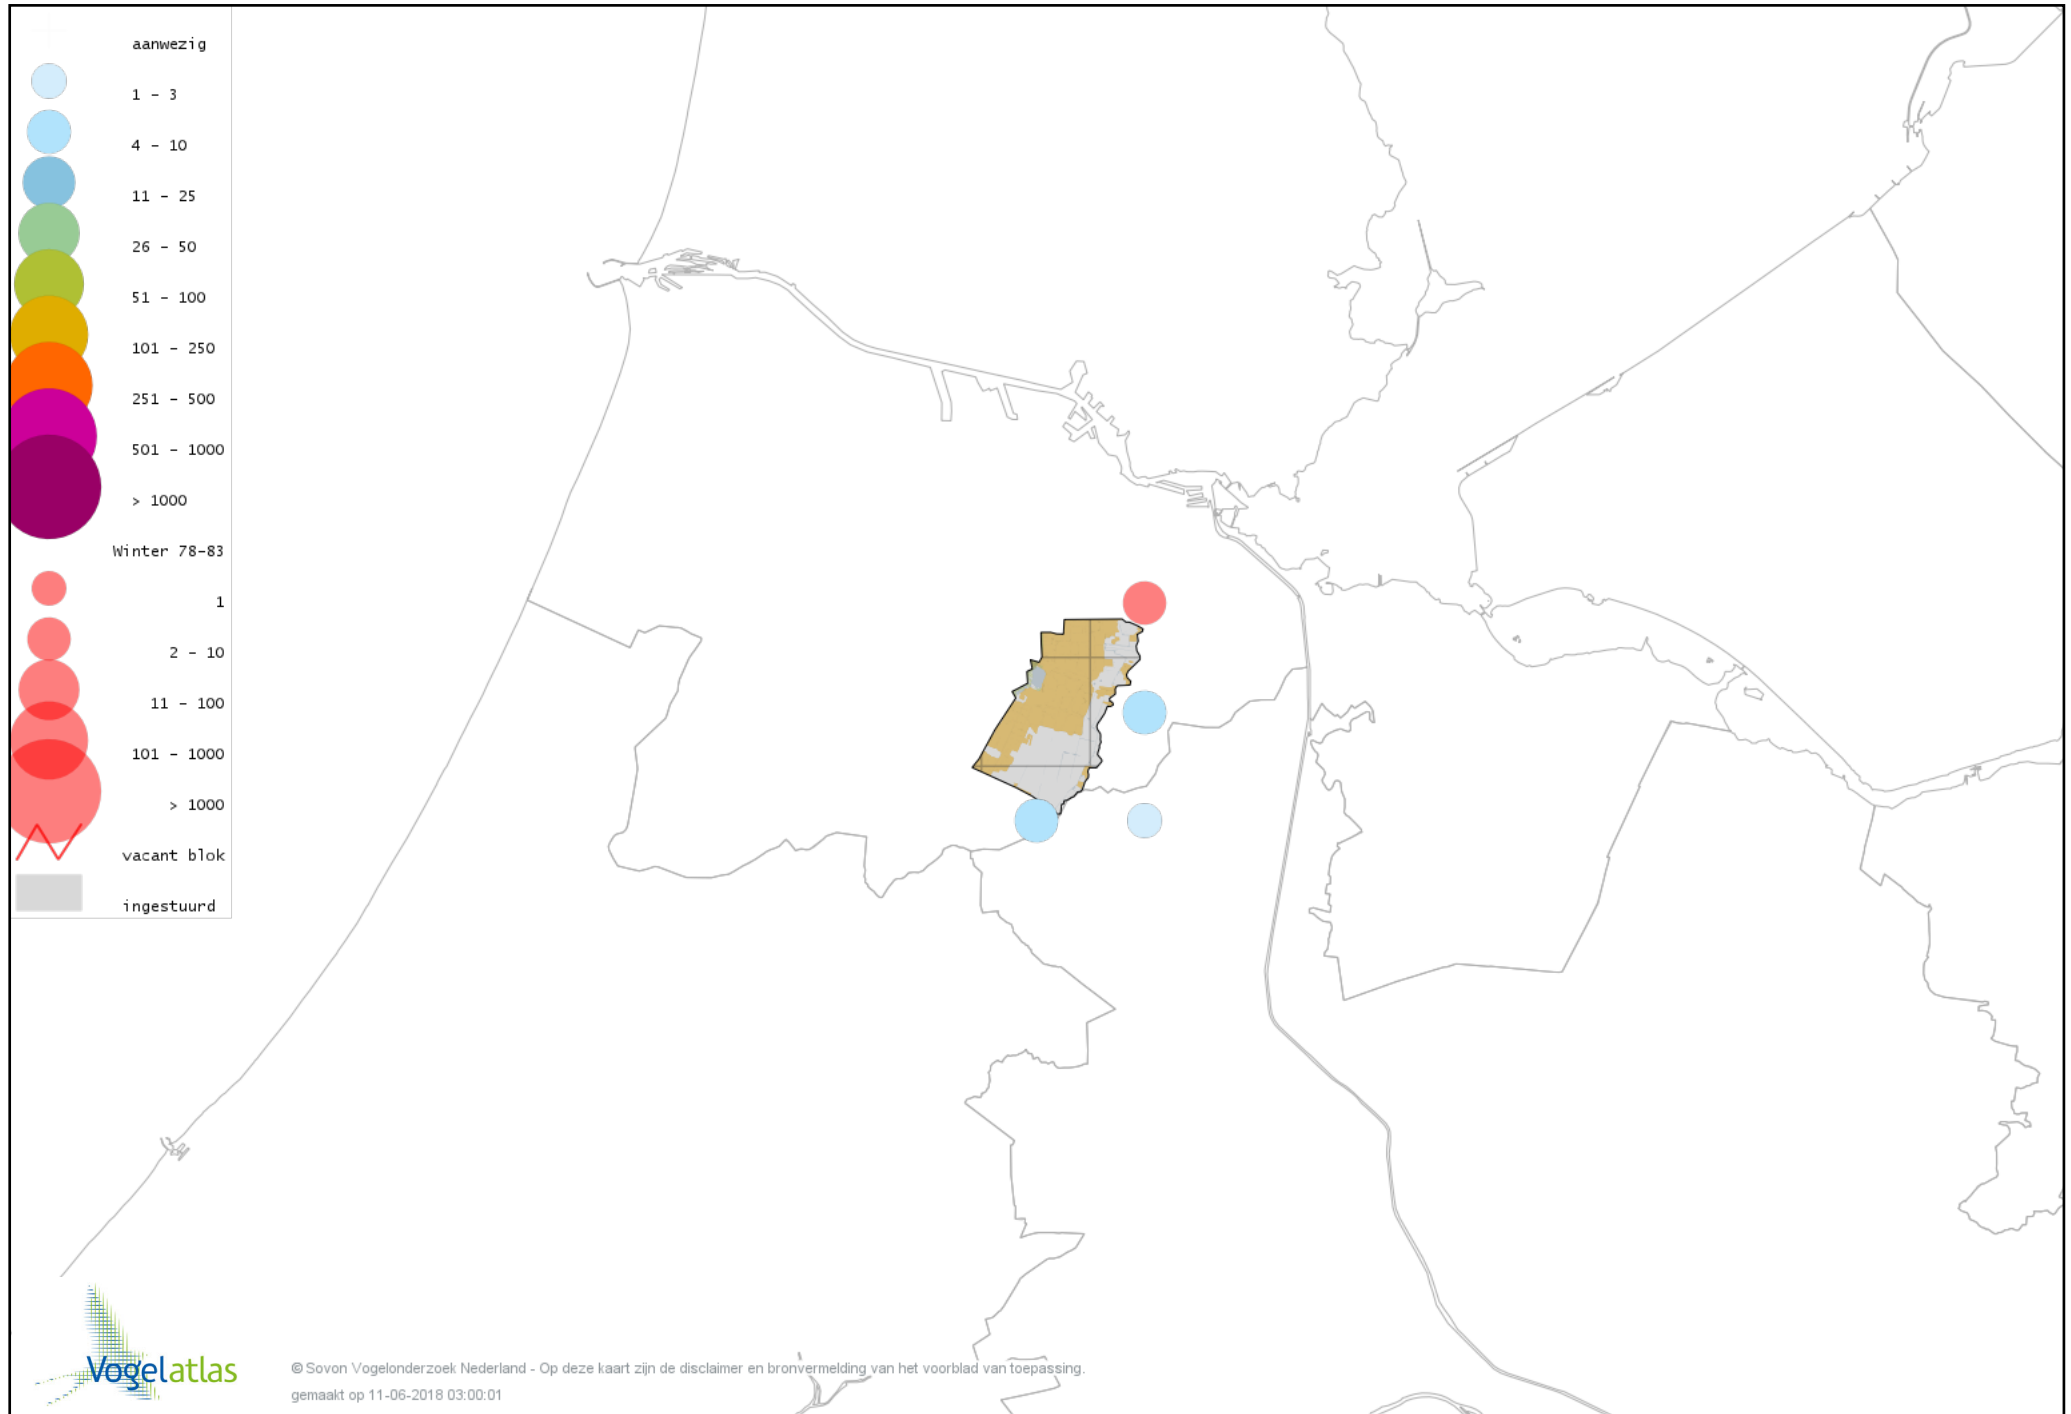 aanwezig
1 - 3
4 - 10
11 - 25
26 - 50
51 - 100
101 - 250
251 - 500
501 - 1000
> 1000
Winter 78-83
1
2 - 10
11 - 100
101 - 1000
> 1000
vacant blok
ingestuurd
Vogelatlas
© Sovon Vogelonderzoek Nederland - Op deze kaart zijn de disclaimer en bronvermelding van het voorblad van toepassing.
gemaakt op 11-06-2018 03:00:01